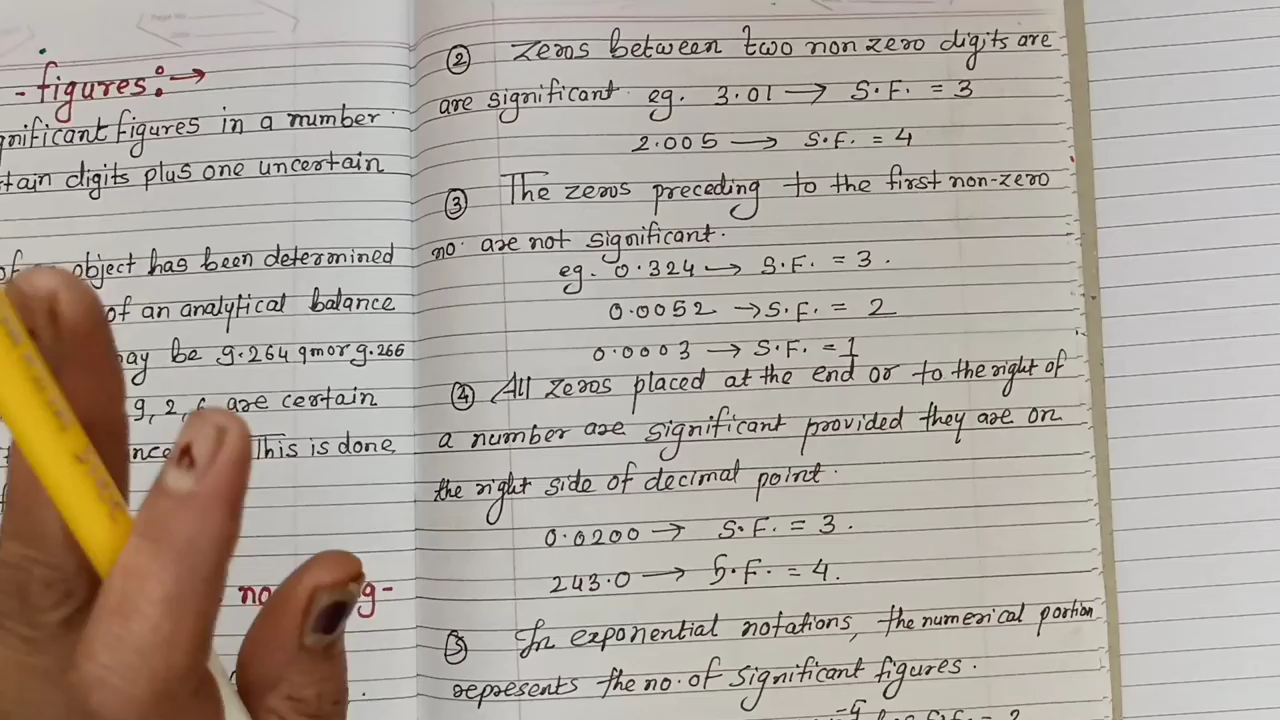 - figures:→
gnificant figures in a number
tain digits plus one uncertain
of object has been determined
of an analytical balance
may be 9.264 gm or 9.266
9, 2, 6 are certain
This is done
no
g-
② Zeros between two non zero digits are
are significant. eg. 3.01 → S.F. = 3
2.005 → S.F. = 4
③ The zeros preceding to the first non-zero
no. are not significant.
eg. 0.324 → S.F. = 3.
0.0052 → S.F. = 2
0.0003 → S.F. = 1
④ All zeros placed at the end or to the right of
a number are significant provided they are on
the right side of decimal point.
0.0200 → S.F. = 3.
243.0 → S.F. = 4.
⑤ In exponential notations, the numerical portion
represents the no. of significant figures.